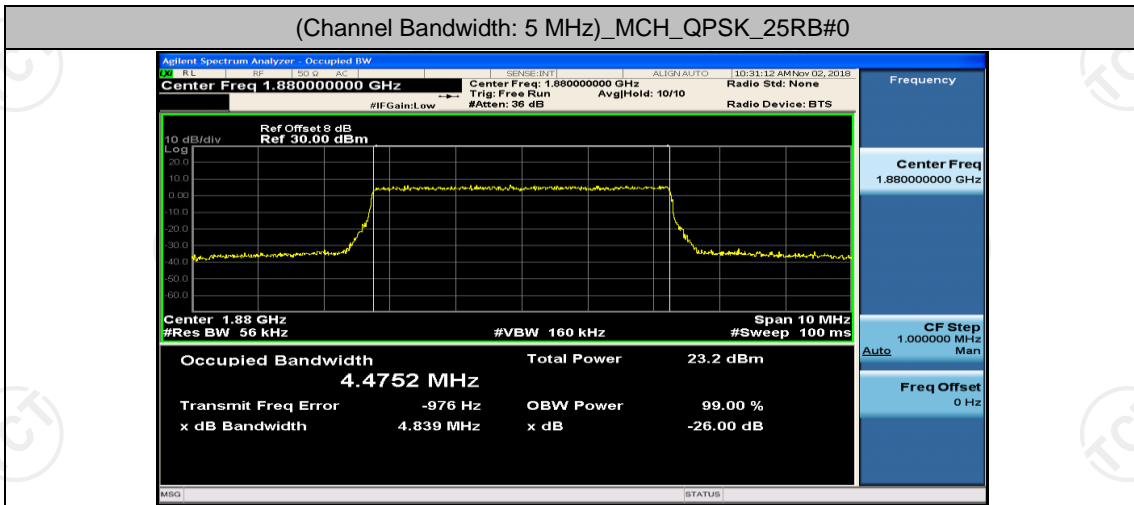 (Channel Bandwidth: 5 MHz)_MCH_QPSK_25RB#0
Agilent Spectrum Analyzer - Occupied BW
LXI RL RF 50 Ω AC SENSE:INT ALIGN AUTO 10:31:12 AM Nov 02, 2018
Center Freq 1.880000000 GHz Center Freq: 1.880000000 GHz Radio Std: None
Trig: Free Run Avg|Hold: 10/10
#IFGain:Low #Atten: 36 dB Radio Device: BTS
Frequency
Ref Offset 8 dB
10 dB/div Ref 30.00 dBm
Log
20.0
10.0
0.00
-10.0
-20.0
-30.0
-40.0
-50.0
-60.0
Center 1.88 GHz Span 10 MHz
#Res BW 56 kHz #VBW 160 kHz #Sweep 100 ms
Occupied Bandwidth Total Power 23.2 dBm
4.4752 MHz
Transmit Freq Error -976 Hz OBW Power 99.00 %
x dB Bandwidth 4.839 MHz x dB -26.00 dB
Center Freq
1.880000000 GHz
CF Step
1.000000 MHz
Auto Man
Freq Offset
0 Hz
MSG STATUS
TCT
TCT
TCT
TCT